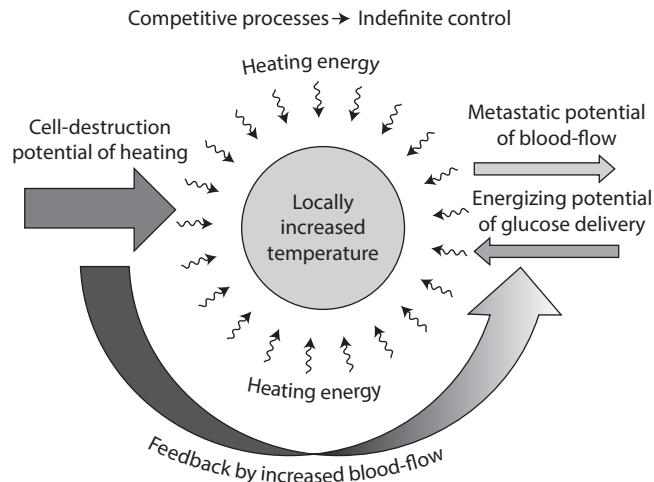 Competitive processes → Indefinite control
Heating energy
Cell-destruction
potential of heating
Metastatic potential
of blood-flow
Locally
increased
temperature
Energizing potential
of glucose delivery
Heating energy
Feedback by increased blood-flow